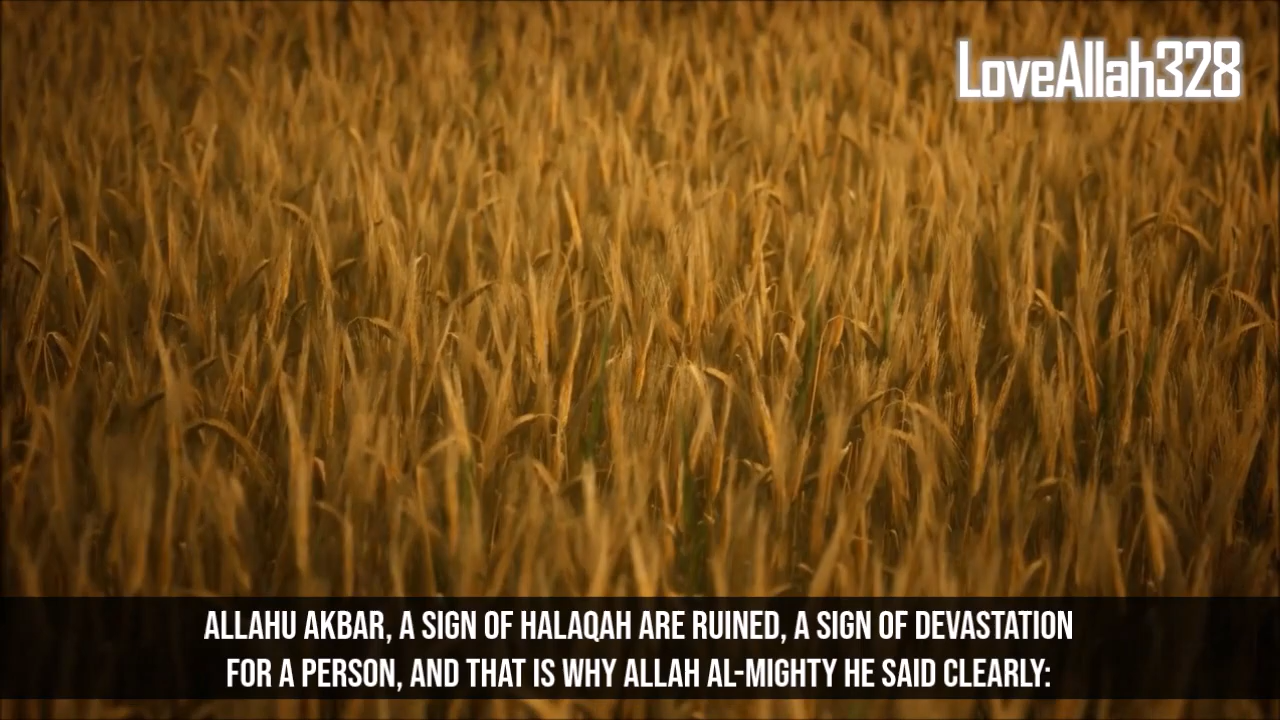 LoveAllah328
ALLAHU AKBAR, A SIGN OF HALAQAH ARE RUINED, A SIGN OF DEVASTATION
FOR A PERSON, AND THAT IS WHY ALLAH AL-MIGHTY HE SAID CLEARLY: